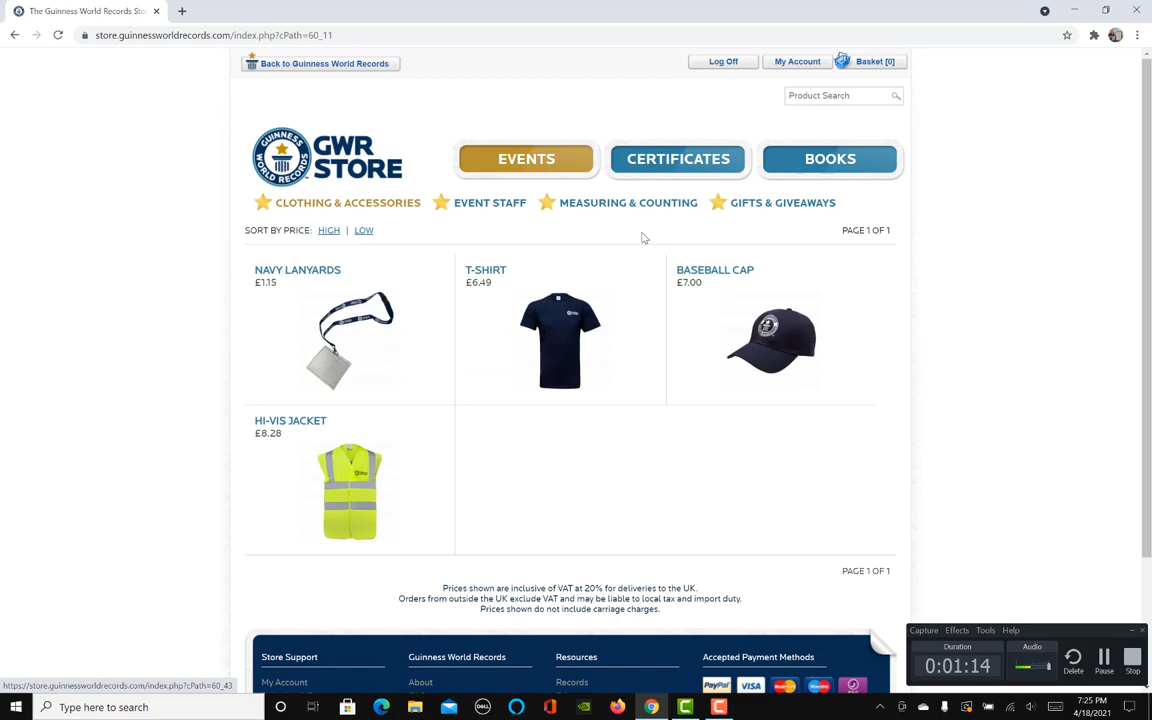 The Guinness World Records Sto
store.guinnessworldrecords.com/index.php?cPath=60_11
Back to Guinness World Records
Log Off
My Account
Basket [0]
Product Search
GUINNESS WORLD RECORDS
GWR STORE
EVENTS
CERTIFICATES
BOOKS
CLOTHING & ACCESSORIES
EVENT STAFF
MEASURING & COUNTING
GIFTS & GIVEAWAYS
SORT BY PRICE: HIGH | LOW
PAGE 1 OF 1
NAVY LANYARDS
£1.15
T-SHIRT
£6.49
BASEBALL CAP
£7.00
HI-VIS JACKET
£8.28
PAGE 1 OF 1
Prices shown are inclusive of VAT at 20% for deliveries to the UK.
Orders from outside the UK exclude VAT and may be liable to local tax and import duty.
Prices shown do not include carriage charges.
Store Support
Guinness World Records
Resources
Accepted Payment Methods
My Account
About
Records
PayPal
VISA
https://store.guinnessworldrecords.com/index.php?cPath=60_43
Capture Effects Tools Help
Duration
0:01:14
Audio
Delete
Pause
Stop
Type here to search
DELL
7:25 PM
4/18/2021